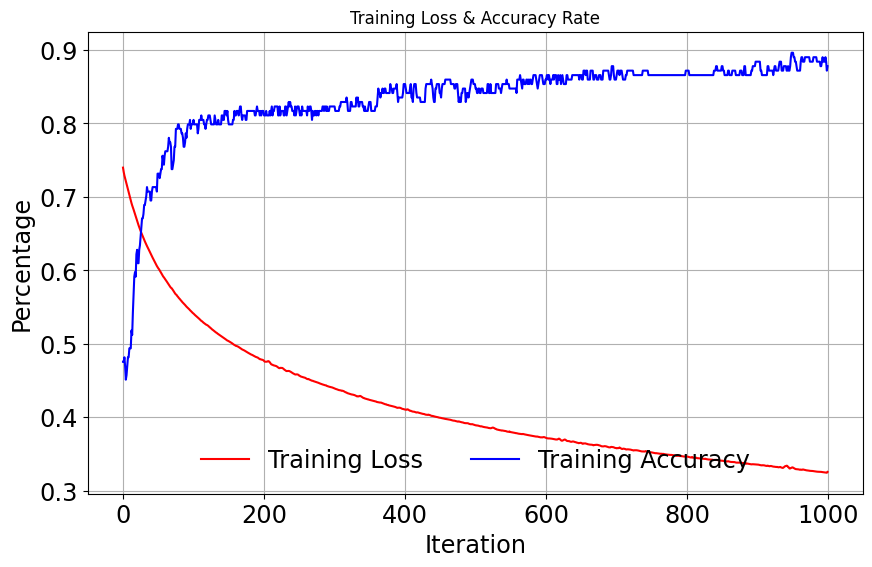 Training Loss & Accuracy Rate
0.9
0.8
0.7
0.6
0.5
0.4
0.3
Percentage
Training Loss Training Accuracy
0 200 400 600 800 1000
Iteration